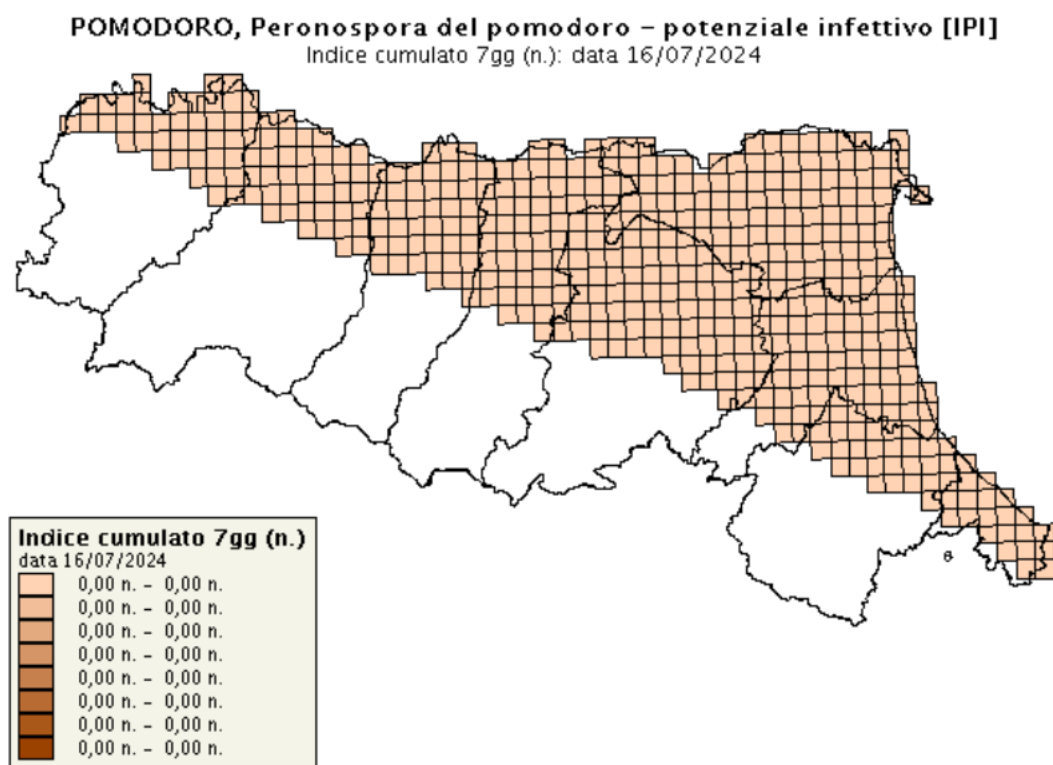 POMODORO, Peronospora del pomodoro – potenziale infettivo [IPI]
Indice cumulato 7gg (n.): data 16/07/2024
Indice cumulato 7gg (n.)
data 16/07/2024
0,00 n. – 0,00 n.
0,00 n. – 0,00 n.
0,00 n. – 0,00 n.
0,00 n. – 0,00 n.
0,00 n. – 0,00 n.
0,00 n. – 0,00 n.
0,00 n. – 0,00 n.
0,00 n. – 0,00 n.